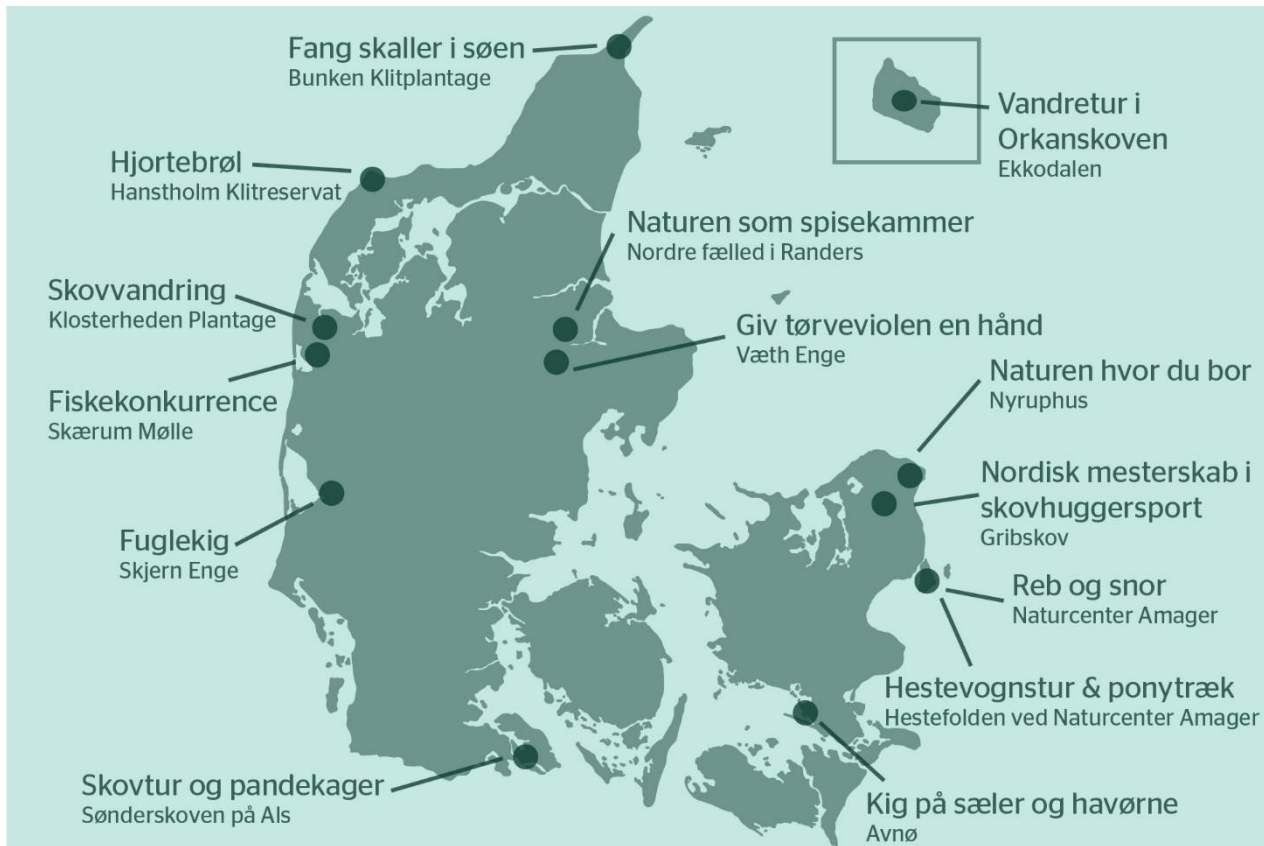 Fang skaller i søen
Bunken Klitplantage
Vandretur i
Orkanskoven
Ekkodalen
Hjortebrøl
Hanstholm Klitreservat
Naturen som spisekammer
Nordre fælled i Randers
Skovvandring
Klosterheden Plantage
Giv tørveviolen en hånd
Væth Enge
Naturen hvor du bor
Nyruphus
Fiskekonkurrence
Skærum Mølle
Nordisk mesterskab i
skovhuggersport
Gribskov
Fuglekig
Skjern Enge
Reb og snor
Naturcenter Amager
Hestevognstur & ponytræk
Hestefolden ved Naturcenter Amager
Skovtur og pandekager
Sønderskoven på Als
Kig på sæler og havørne
Avnø